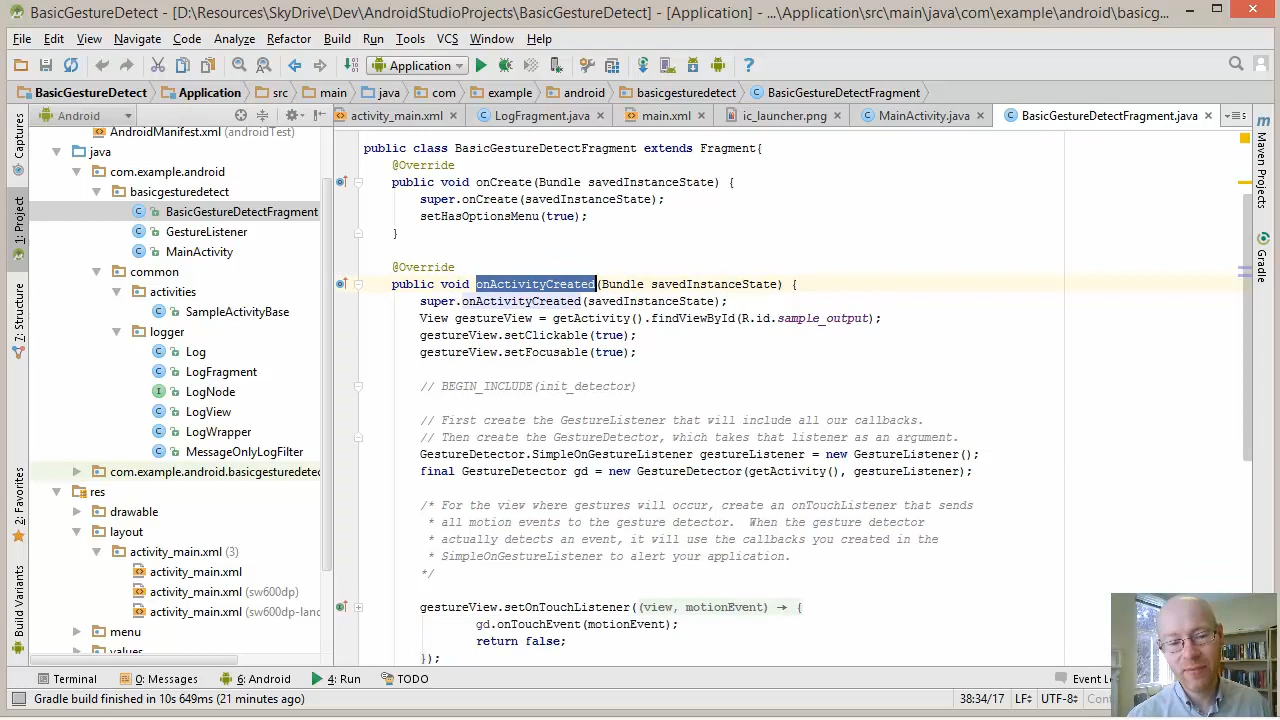 BasicGestureDetect - [D:\Resources\SkyDrive\Dev\AndroidStudioProjects\BasicGestureDetect] - [Application] - ...\Application\src\main\java\com\example\android\basicg...
File Edit View Navigate Code Analyze Refactor Build Run Tools VCS Window Help
Application
BasicGestureDetect Application src main java com example android basicgesturedetect BasicGestureDetectFragment
Android
activity_main.xml LogFragment.java main.xml ic_launcher.png MainActivity.java BasicGestureDetectFragment.java
Captures
1: Project
7: Structure
2: Favorites
Build Variants
AndroidManifest.xml (androidTest)
java
com.example.android
basicgesturedetect
BasicGestureDetectFragment
GestureListener
MainActivity
common
activities
SampleActivityBase
logger
Log
LogFragment
LogNode
LogView
LogWrapper
MessageOnlyLogFilter
com.example.android.basicgesturedetec
res
drawable
layout
activity_main.xml (3)
activity_main.xml
activity_main.xml (sw600dp)
activity_main.xml (sw600dp-lanc
menu
values
public class BasicGestureDetectFragment extends Fragment{
@Override
public void onCreate(Bundle savedInstanceState) {
super.onCreate(savedInstanceState);
setHasOptionsMenu(true);
}
@Override
public void onActivityCreated(Bundle savedInstanceState) {
super.onActivityCreated(savedInstanceState);
View gestureView = getActivity().findViewById(R.id.sample_output);
gestureView.setClickable(true);
gestureView.setFocusable(true);
// BEGIN_INCLUDE(init_detector)
// First create the GestureListener that will include all our callbacks.
// Then create the GestureDetector, which takes that listener as an argument.
GestureDetector.SimpleOnGestureListener gestureListener = new GestureListener();
final GestureDetector gd = new GestureDetector(getActivity(), gestureListener);
/* For the view where gestures will occur, create an onTouchListener that sends
* all motion events to the gesture detector. When the gesture detector
* actually detects an event, it will use the callbacks you created in the
* SimpleOnGestureListener to alert your application.
*/
gestureView.setOnTouchListener((view, motionEvent) → {
gd.onTouchEvent(motionEvent);
return false;
});
Maven Projects
Gradle
Terminal 0: Messages 6: Android 4: Run TODO Event L
Gradle build finished in 10s 649ms (21 minutes ago) 38:34/17 LF UTF-8 Cont